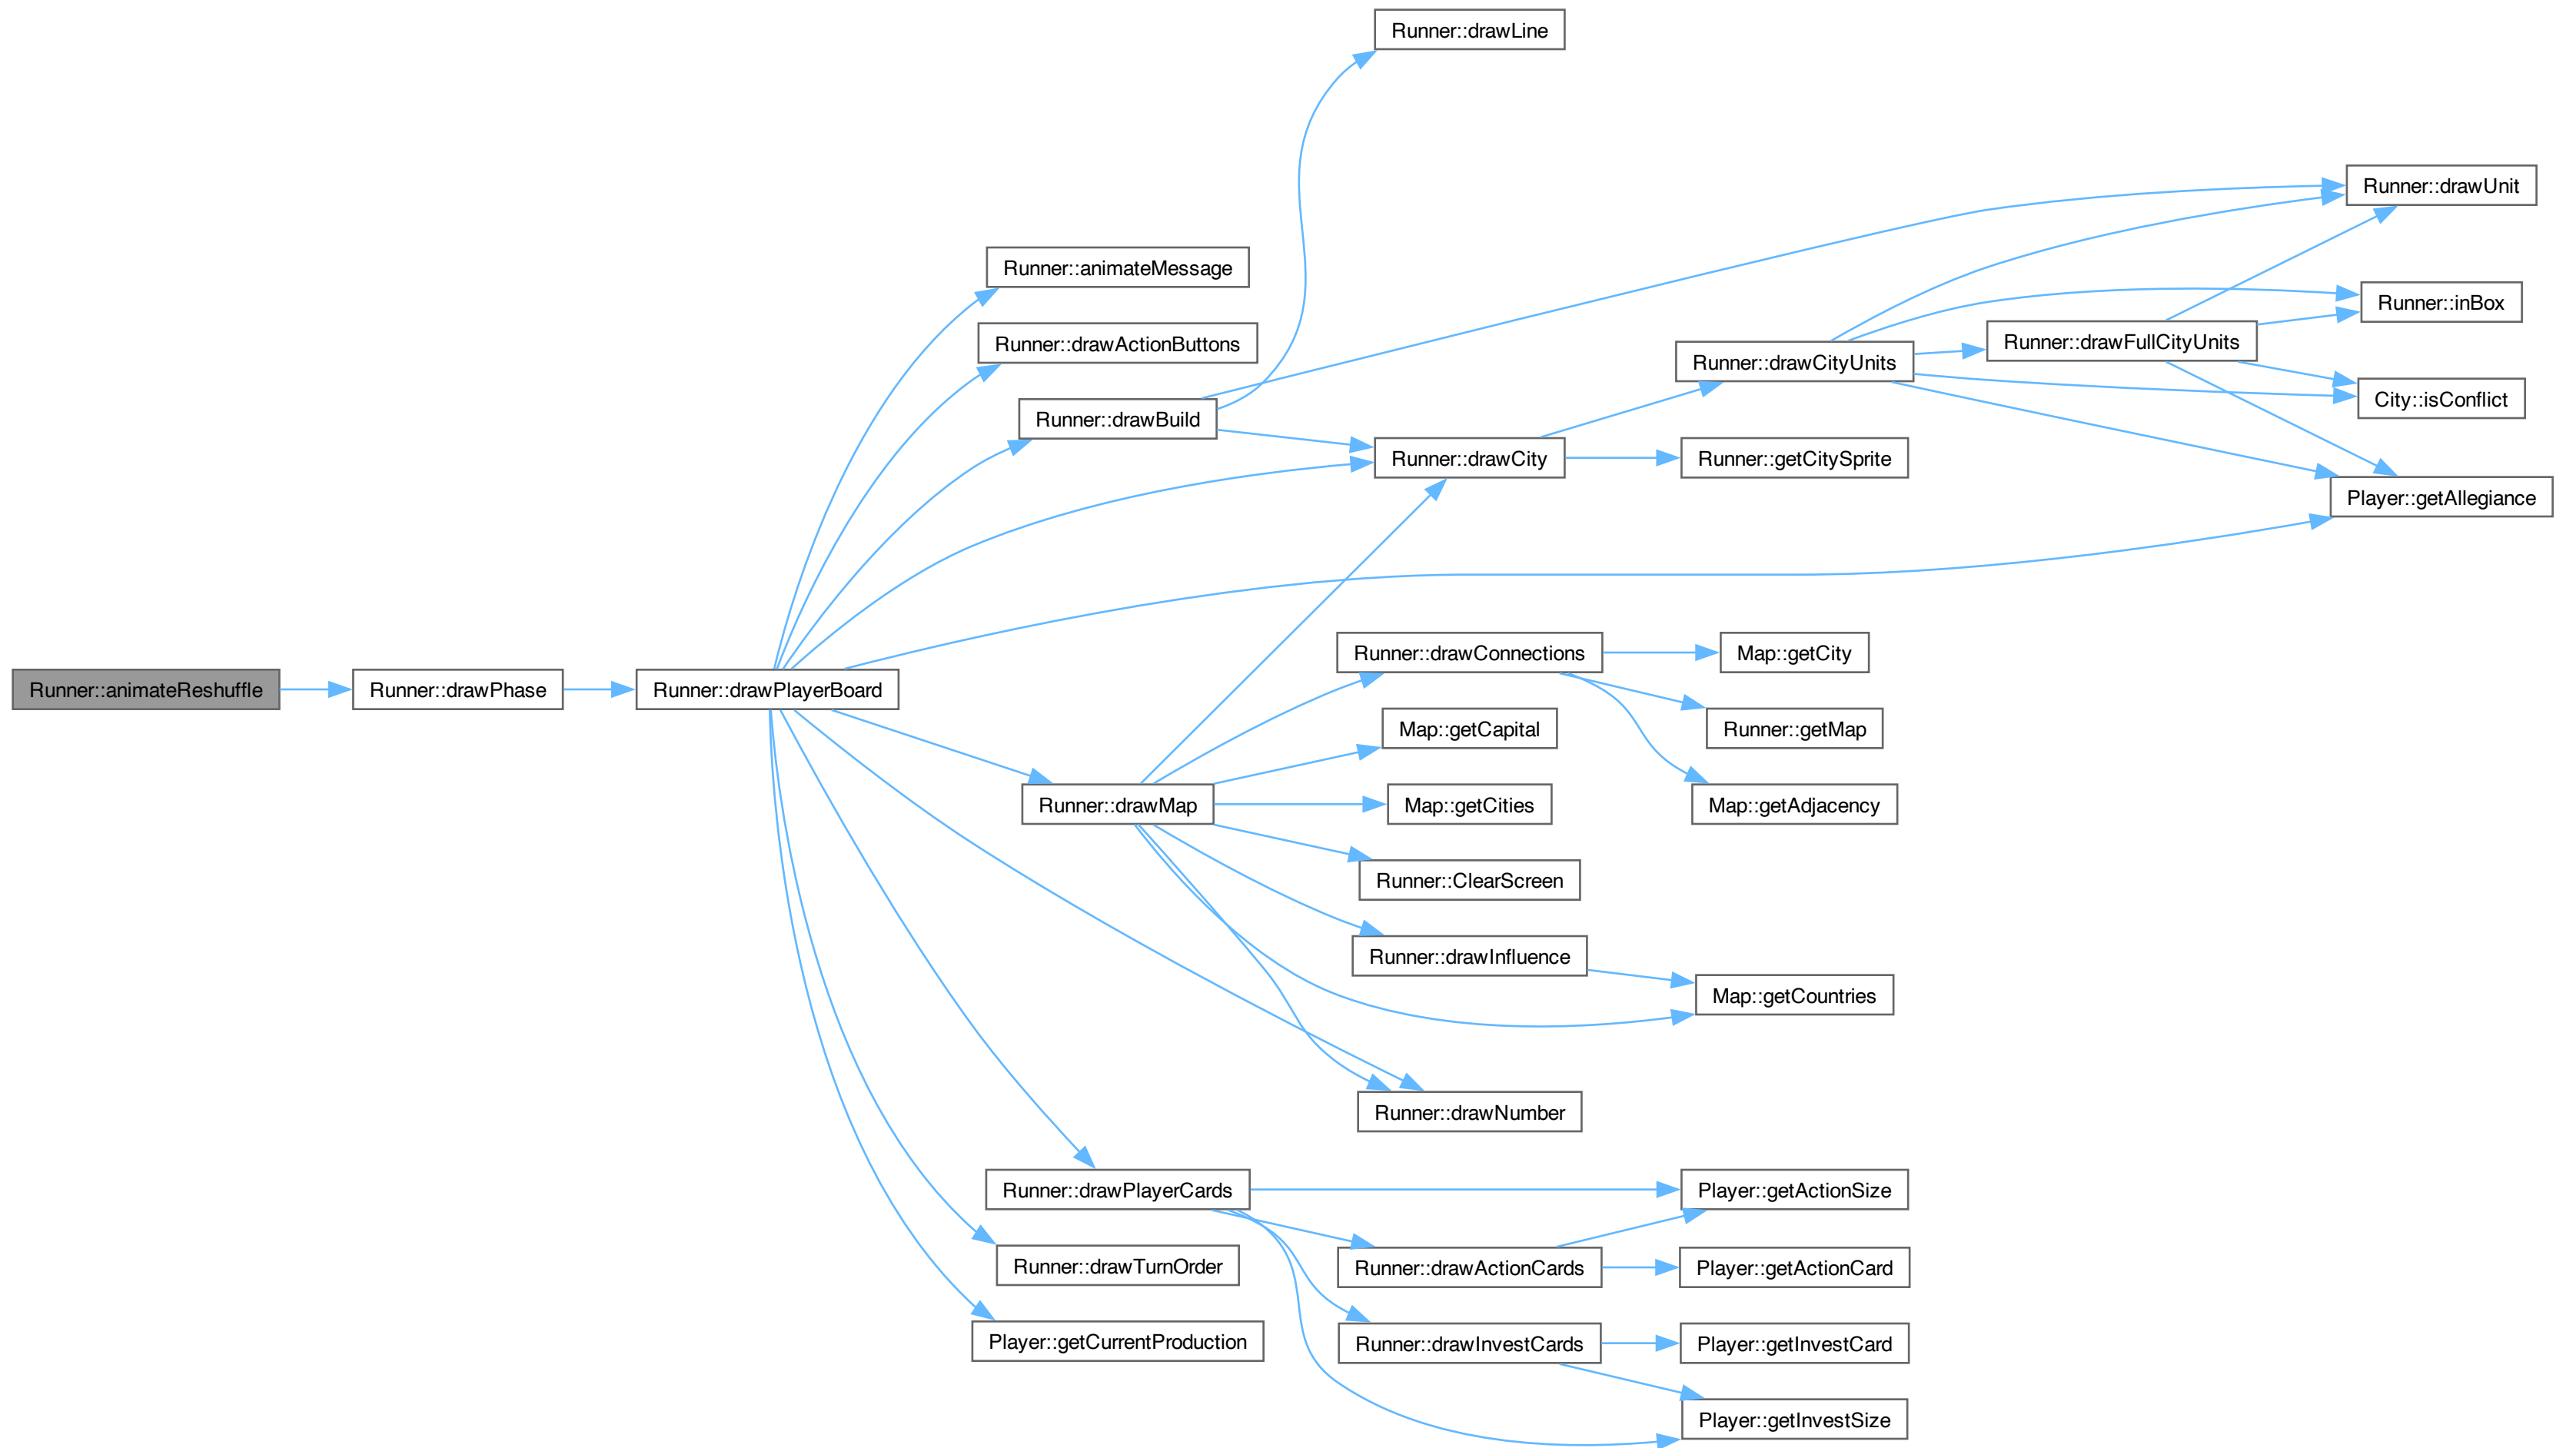 Runner::drawLine
Runner::drawUnit
Runner::animateMessage
Runner::inBox
Runner::drawActionButtons
Runner::drawFullCityUnits
Runner::drawCityUnits
City::isConflict
Runner::drawBuild
Runner::drawCity
Runner::getCitySprite
Player::getAllegiance
Runner::drawConnections
Map::getCity
Runner::animateReshuffle
Runner::drawPhase
Runner::drawPlayerBoard
Map::getCapital
Runner::getMap
Runner::drawMap
Map::getCities
Map::getAdjacency
Runner::ClearScreen
Runner::drawInfluence
Map::getCountries
Runner::drawNumber
Runner::drawPlayerCards
Player::getActionSize
Runner::drawTurnOrder
Runner::drawActionCards
Player::getActionCard
Player::getCurrentProduction
Runner::drawInvestCards
Player::getInvestCard
Player::getInvestSize